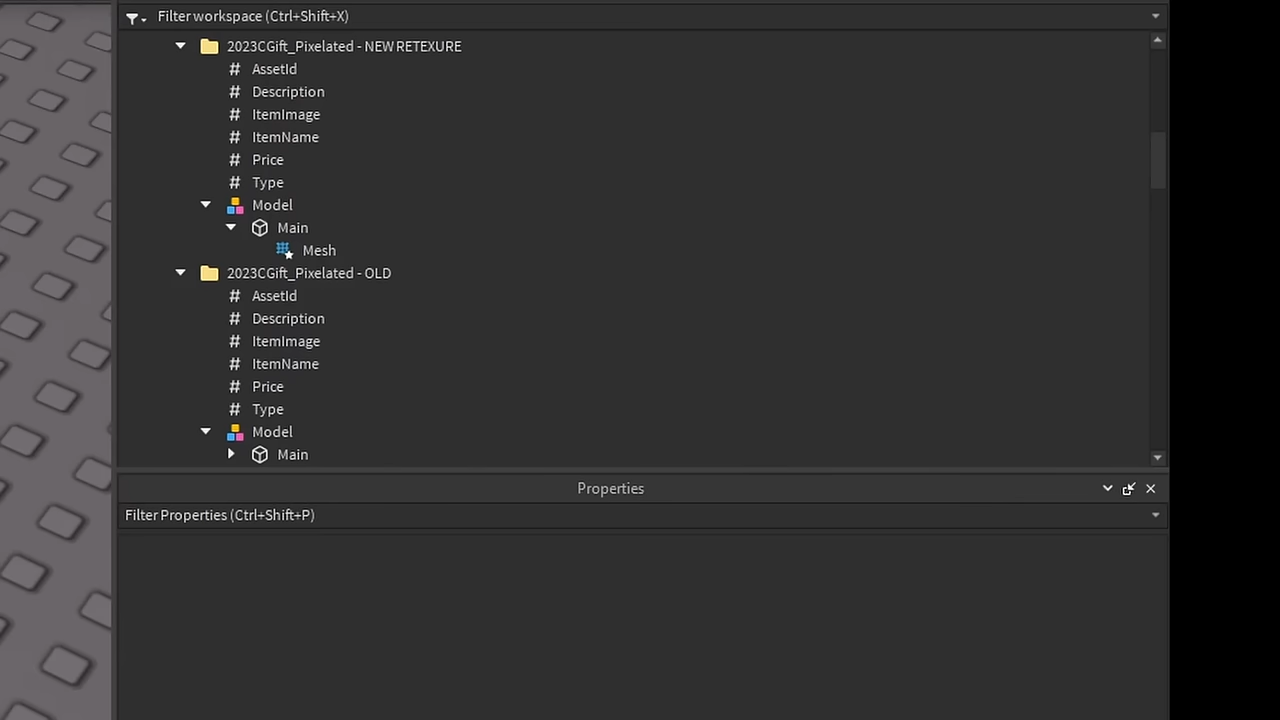 Filter workspace (Ctrl+Shift+X)
2023CGift_Pixelated - NEW RETEXURE
# AssetId
# Description
# ItemImage
# ItemName
# Price
# Type
Model
Main
Mesh
2023CGift_Pixelated - OLD
# AssetId
# Description
# ItemImage
# ItemName
# Price
# Type
Model
Main
Properties
Filter Properties (Ctrl+Shift+P)